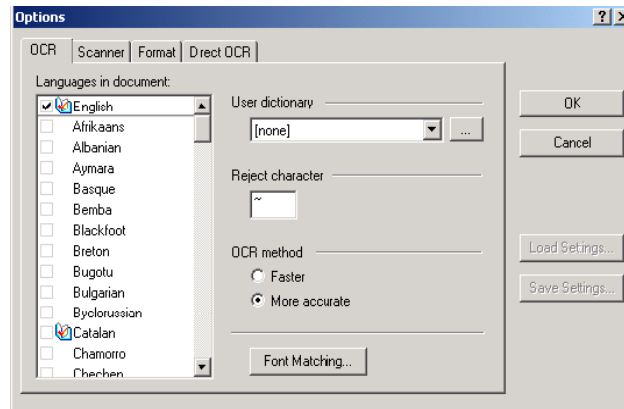 Options
OCR Scanner Format Direct OCR
Languages in document:
English
Afrikaans
Albanian
Aymara
Basque
Bemba
Blackfoot
Breton
Bugotu
Bulgarian
Byelorussian
Catalan
Chamorro
Chechen
User dictionary
[none]
...
Reject character
~
OCR method
Faster
More accurate
Font Matching...
OK
Cancel
Load Settings...
Save Settings...